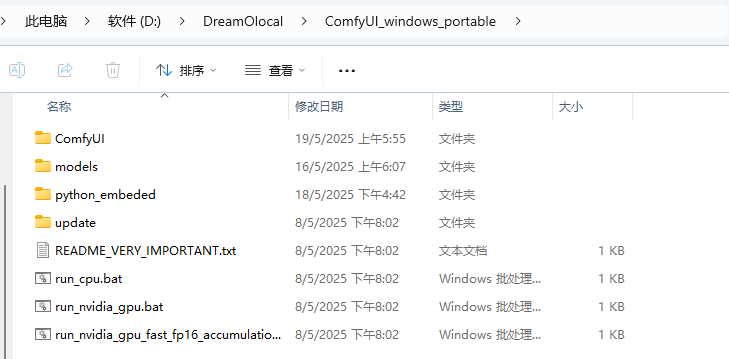 此电脑 > 软件 (D:) > DreamOlocal > ComfyUI_windows_portable >
排序 查看 ...
名称 修改日期 类型 大小
ComfyUI 19/5/2025 上午5:55 文件夹
models 16/5/2025 上午6:07 文件夹
python_embeded 18/5/2025 下午4:42 文件夹
update 8/5/2025 下午8:02 文件夹
README_VERY_IMPORTANT.txt 8/5/2025 下午8:02 文本文档 1 KB
run_cpu.bat 8/5/2025 下午8:02 Windows 批处理... 1 KB
run_nvidia_gpu.bat 8/5/2025 下午8:02 Windows 批处理... 1 KB
run_nvidia_gpu_fast_fp16_accumulatio... 8/5/2025 下午8:02 Windows 批处理... 1 KB